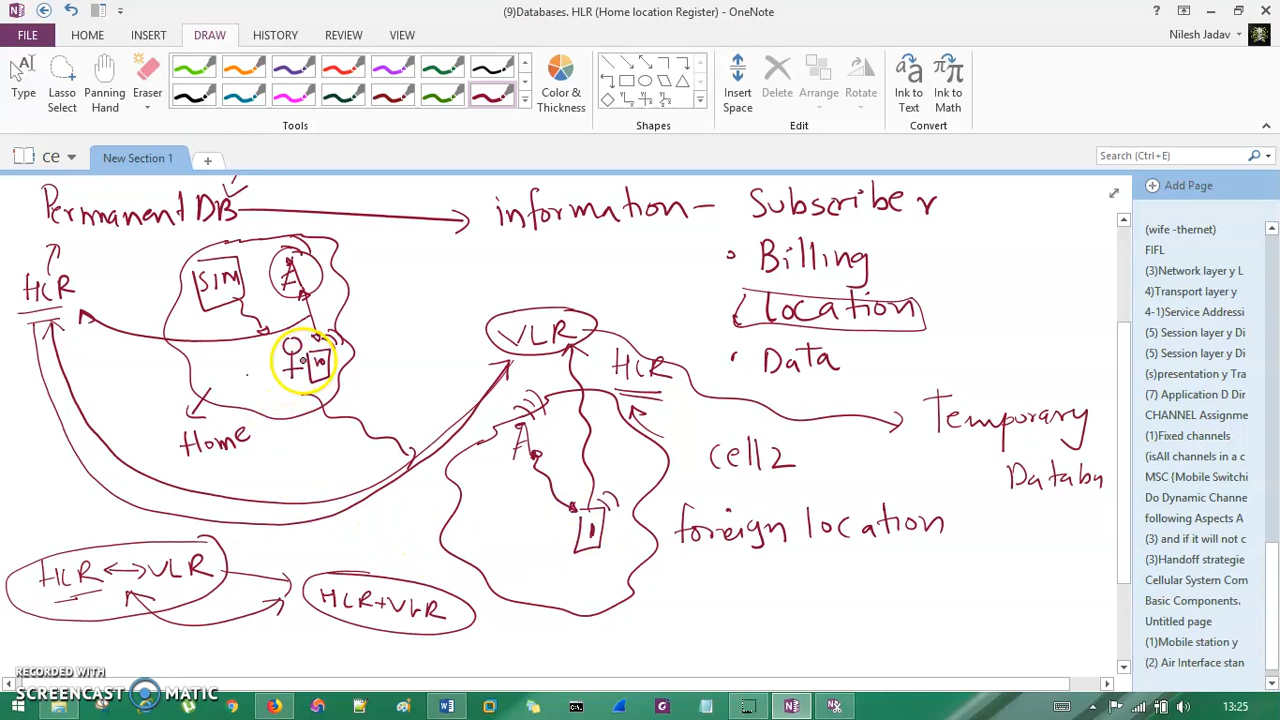 (9)Databases. HLR (Home location Register) - OneNote
FILE HOME INSERT DRAW HISTORY REVIEW VIEW
Nilesh Jadav
Type
Lasso Select
Panning Hand
Eraser
Color & Thickness
Insert Space
Delete
Arrange
Rotate
Ink to Text
Ink to Math
Tools
Shapes
Edit
Convert
ce
New Section 1
Search (Ctrl+E)
Add Page
Permanent DB
information - Subscriber
• Billing
location
• Data
HLR
SIM
Home
VLR
HLR
Temporary
Databa
cell 2
foreign location
HLR ↔ VLR
HLR+VLR
(wife -thernet)
FIFL
(3)Network layer y L
4)Transport layer y
4-1)Service Addressi
(5) Session layer y di
(5) Session layer y di
(5) Session layer y di
(s)presentation y Tra
(7) Application D Dir
CHANNEL Assignme
(1)Fixed channels
(isAll channels in a c
MSC {Mobile Switchi
Do Dynamic Channe
following Aspects A
(3) and if it will not c
(3)Handoff strategie
Cellular System Com
Basic Components.
Untitled page
(1)Mobile station y
(2) Air Interface stan
RECORDED WITH
SCREENCAST MATIC
13:25